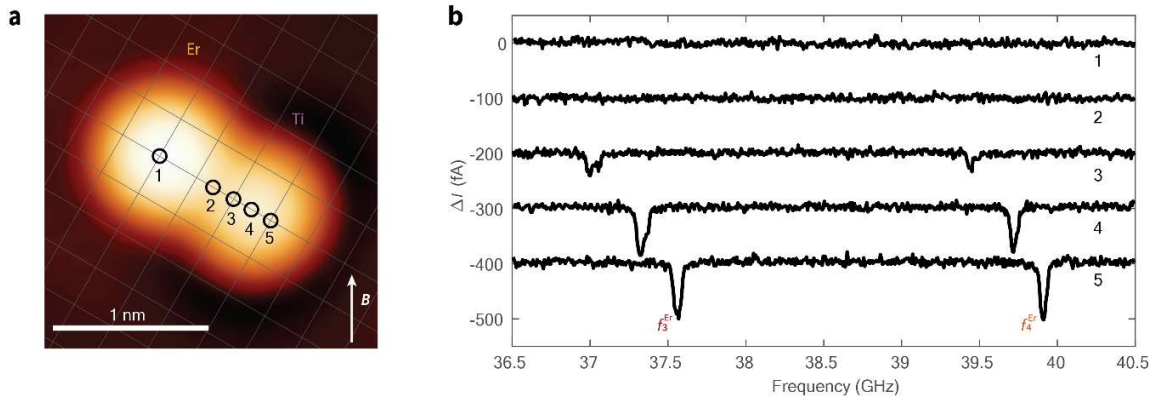 a
Er
Ti
1
2
3
4
5
1 nm
B
b
0
-100
-200
-300
-400
-500
ΔI (fA)
1
2
3
4
5
f₃ᴱʳ
f₄ᴱʳ
36.5 37 37.5 38 38.5 39 39.5 40 40.5
Frequency (GHz)